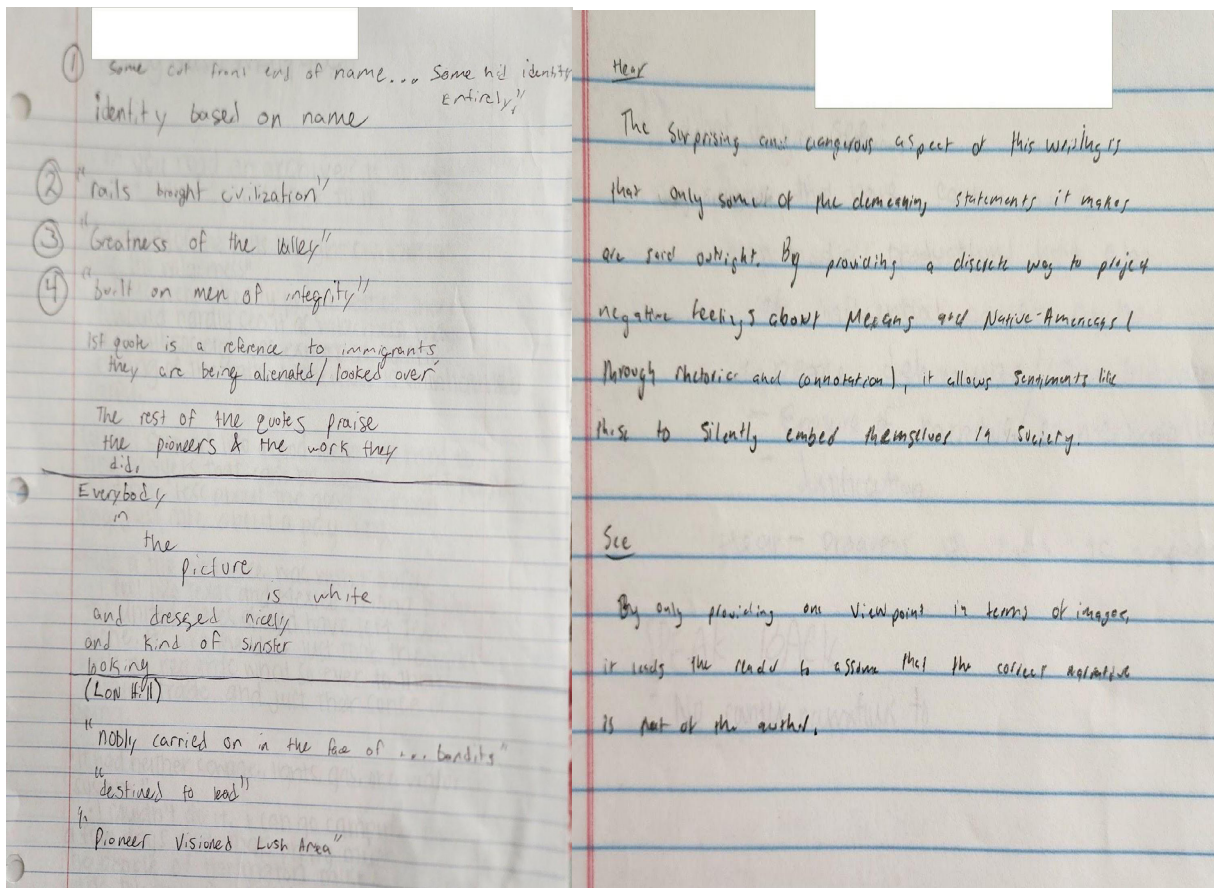 ① Some cut front end of name... Some hid identity
entirely"
identity based on name
② "rails brought civilization"
③ "Greatness of the Valley"
④ "built on men of integrity"
1st quote is a reference to immigrants
they are being alienated/looked over
The rest of the quotes praise
the pioneers & the work they
did.
Everybody
in
the
picture
is white
and dressed nicely
and kind of sinister
looking
(Lon Hill)
"nobly carried on in the face of ... bandits"
"destined to lead"
"Pioneer Visioned Lush Area"
Hear
The surprising and dangerous aspect of this writing is
that only some of the demeaning statements it makes
are said outright. By providing a discrete way to project
negative feelings about Mexicans and Native-Americans (
through rhetoric and connotation), it allows sentiments like
these to silently embed themselves in society.
See
By only providing one viewpoint in terms of images,
it leads the reader to assume that the correct narrative
is that of the author.